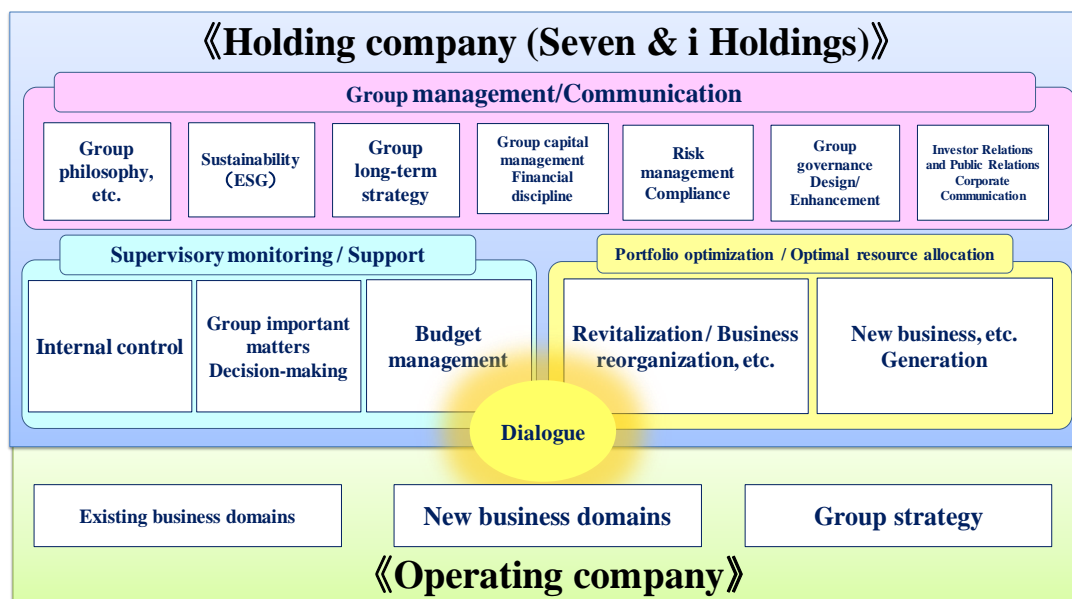 《Holding company (Seven & i Holdings)》
Group management/Communication
Group
philosophy,
etc.
Sustainability
（ESG）
Group
long-term
strategy
Group capital
management
Financial
discipline
Risk
management
Compliance
Group
governance
Design/
Enhancement
Investor Relations
and Public Relations
Corporate
Communication
Supervisory monitoring / Support
Internal control
Group important
matters
Decision-making
Budget
management
Portfolio optimization / Optimal resource allocation
Revitalization / Business
reorganization, etc.
New business, etc.
Generation
Dialogue
Existing business domains
New business domains
Group strategy
《Operating company》